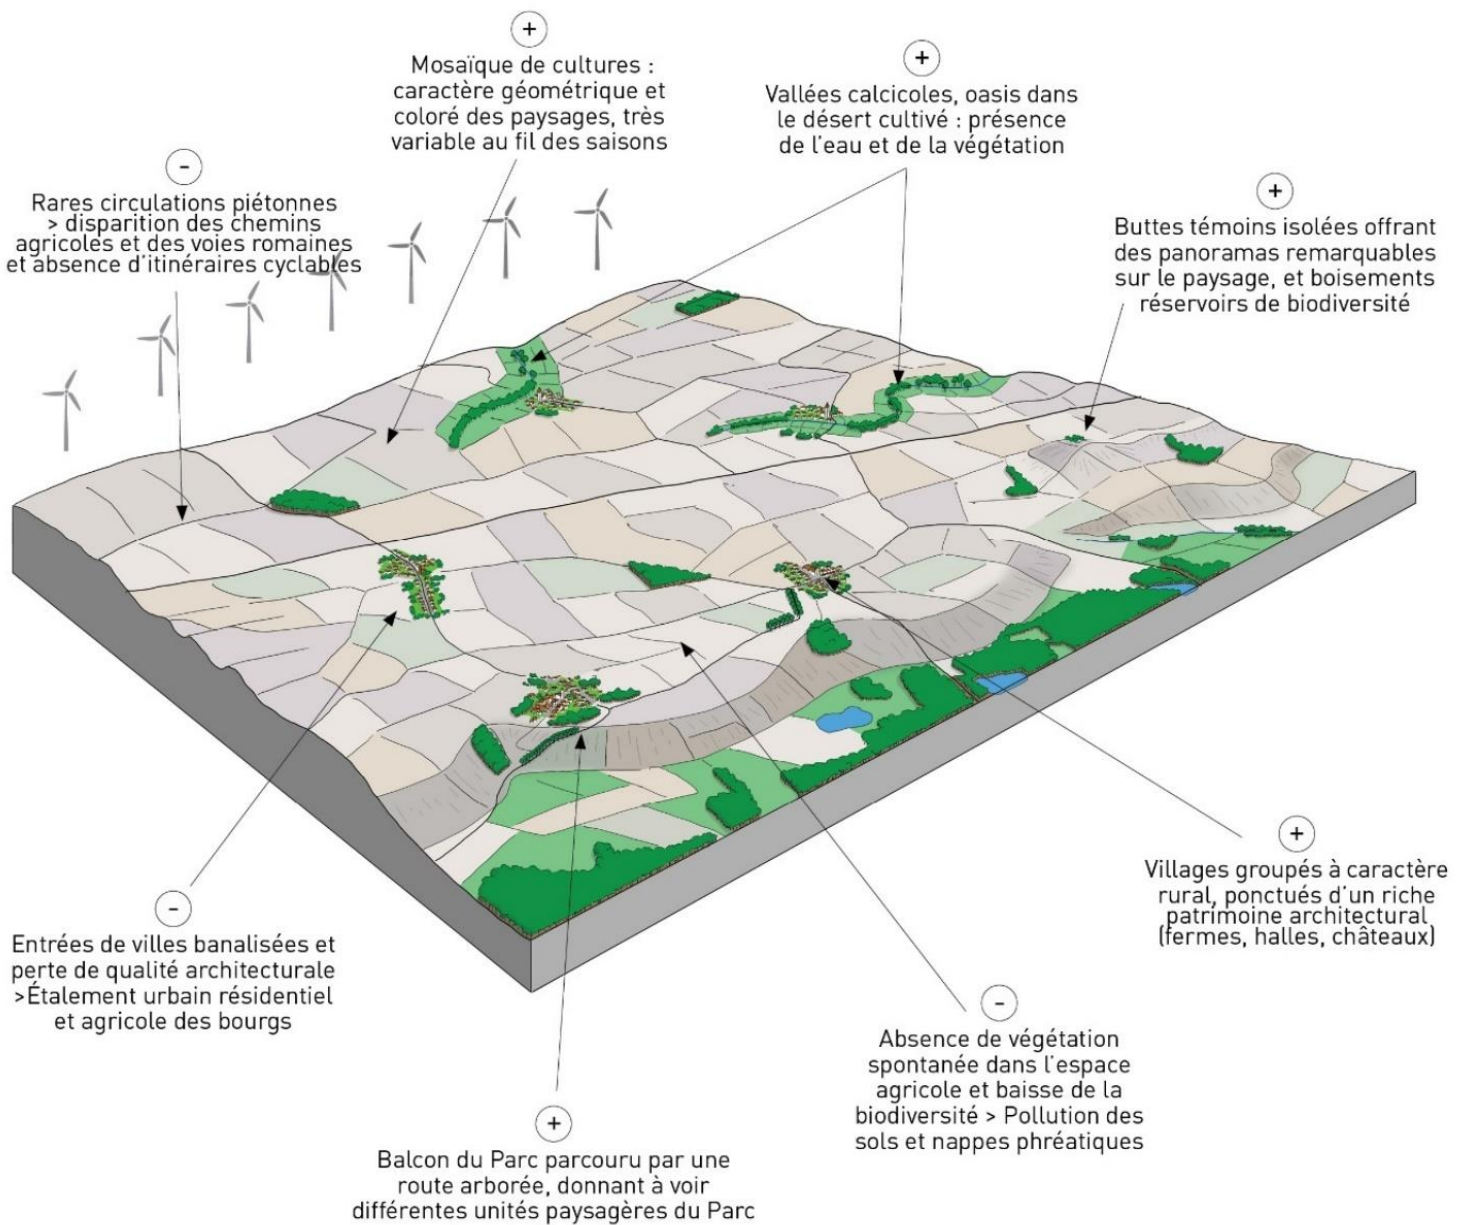 +
Mosaïque de cultures :
caractère géométrique et
coloré des paysages, très
variable au fil des saisons
+
Vallées calcicoles, oasis dans
le désert cultivé : présence
de l'eau et de la végétation
-
Rares circulations piétonnes
> disparition des chemins
agricoles et des voies romaines
et absence d'itinéraires cyclables
+
Buttes témoins isolées offrant
des panoramas remarquables
sur le paysage, et boisements
réservoirs de biodiversité
-
Entrées de villes banalisées et
perte de qualité architecturale
>Étalement urbain résidentiel
et agricole des bourgs
+
Villages groupés à caractère
rural, ponctués d'un riche
patrimoine architectural
(fermes, halles, châteaux)
-
Absence de végétation
spontanée dans l'espace
agricole et baisse de la
biodiversité > Pollution des
sols et nappes phréatiques
+
Balcon du Parc parcouru par une
route arborée, donnant à voir
différentes unités paysagères du Parc